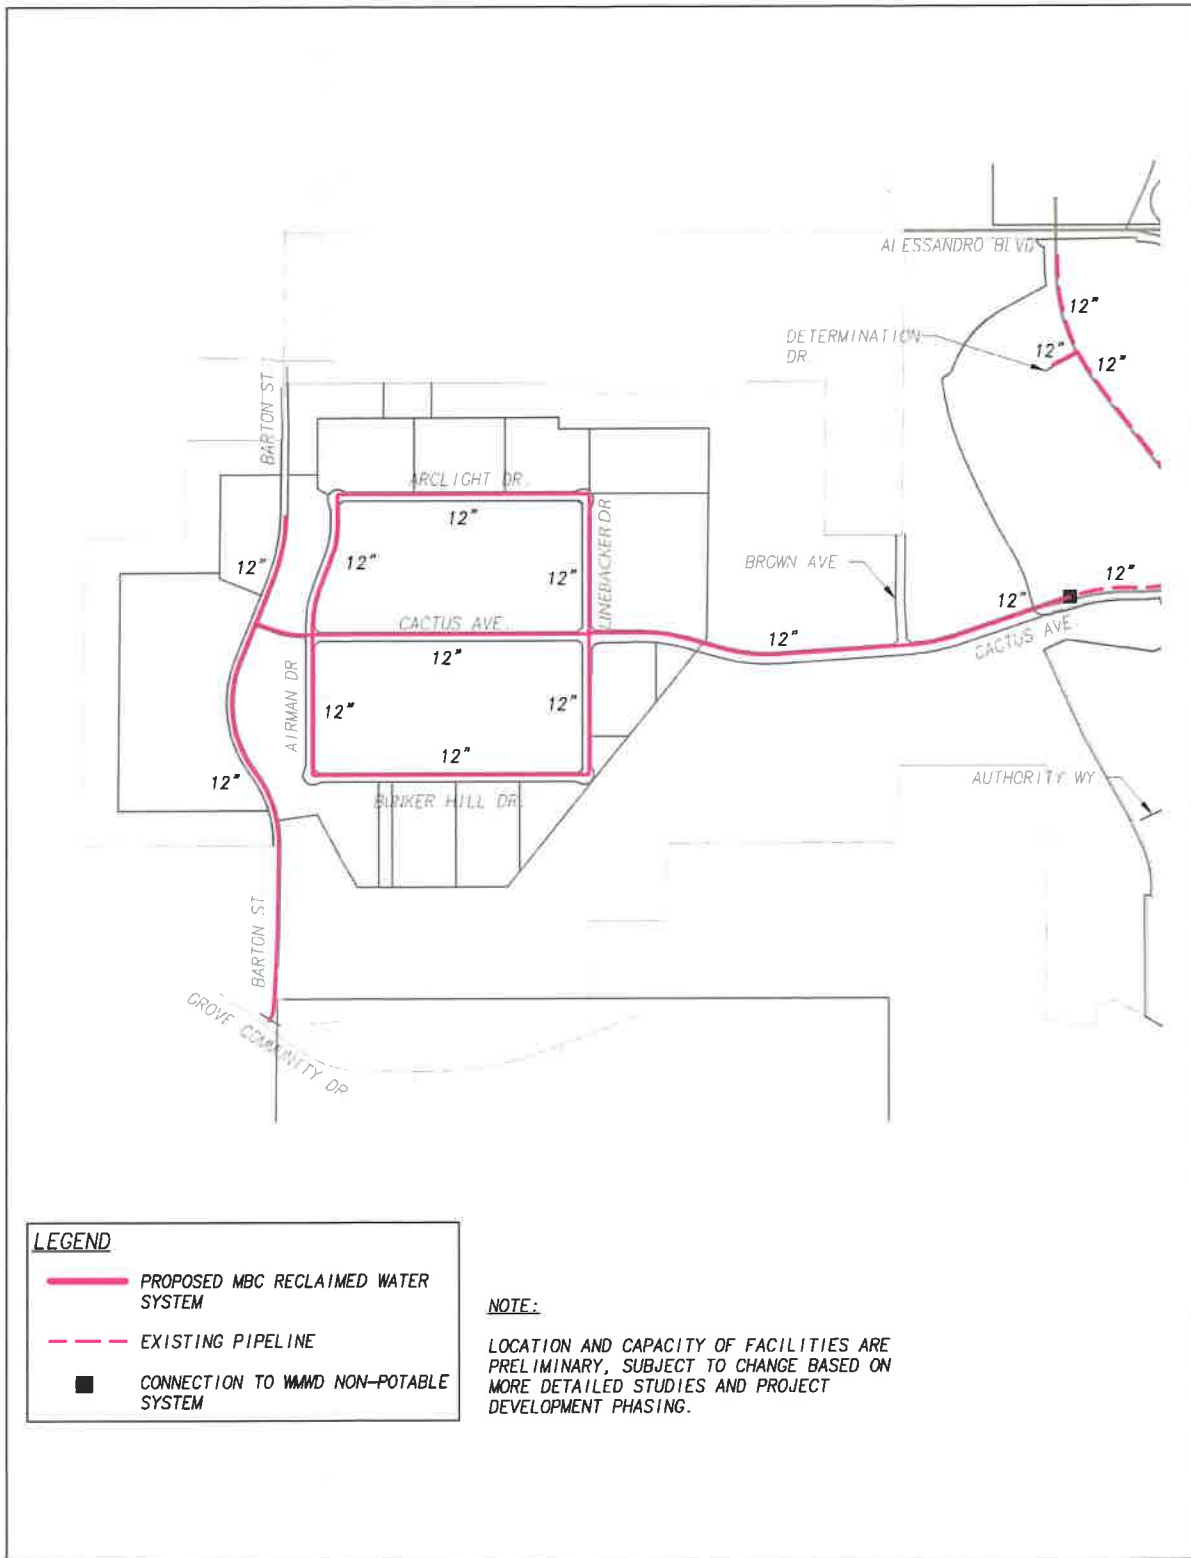 ALESSANDRO BLVD
12"
DETERMINATION
DR.
12"
12"
BARTON ST
ARCLIGHT DR.
12"
LINEBACKER DR
12"
12"
12"
BROWN AVE
12"
12"
CACTUS AVE.
12"
12"
CACTUS AVE.
AIRMAN DR
12"
12"
12"
12"
BUNKER HILL DR.
AUTHORITY WY
BARTON ST
GROVE COMMUNITY DR
LEGEND
PROPOSED MBC RECLAIMED WATER
SYSTEM
EXISTING PIPELINE
CONNECTION TO WMWD NON-POTABLE
SYSTEM
NOTE:
LOCATION AND CAPACITY OF FACILITIES ARE
PRELIMINARY, SUBJECT TO CHANGE BASED ON
MORE DETAILED STUDIES AND PROJECT
DEVELOPMENT PHASING.